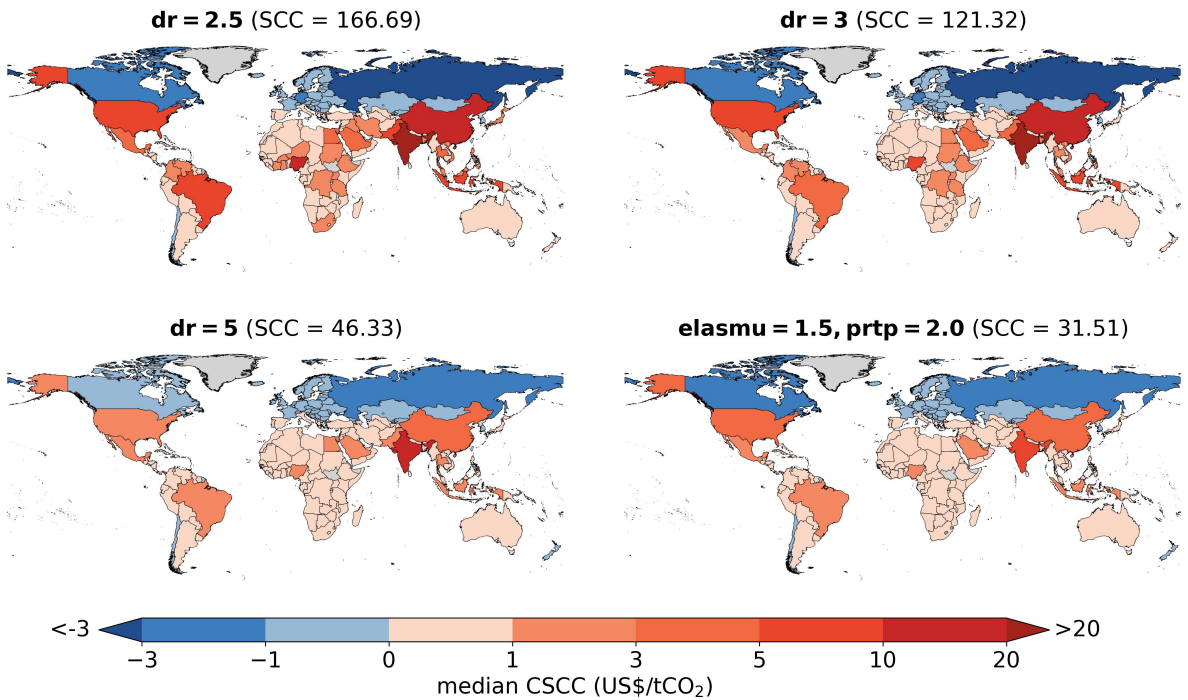 dr = 2.5 (SCC = 166.69)
dr = 3 (SCC = 121.32)
dr = 5 (SCC = 46.33)
elasmu = 1.5, prtp = 2.0 (SCC = 31.51)
<-3
>20
−3 −1 0 1 3 5 10 20
median CSCC (US$/tCO₂)